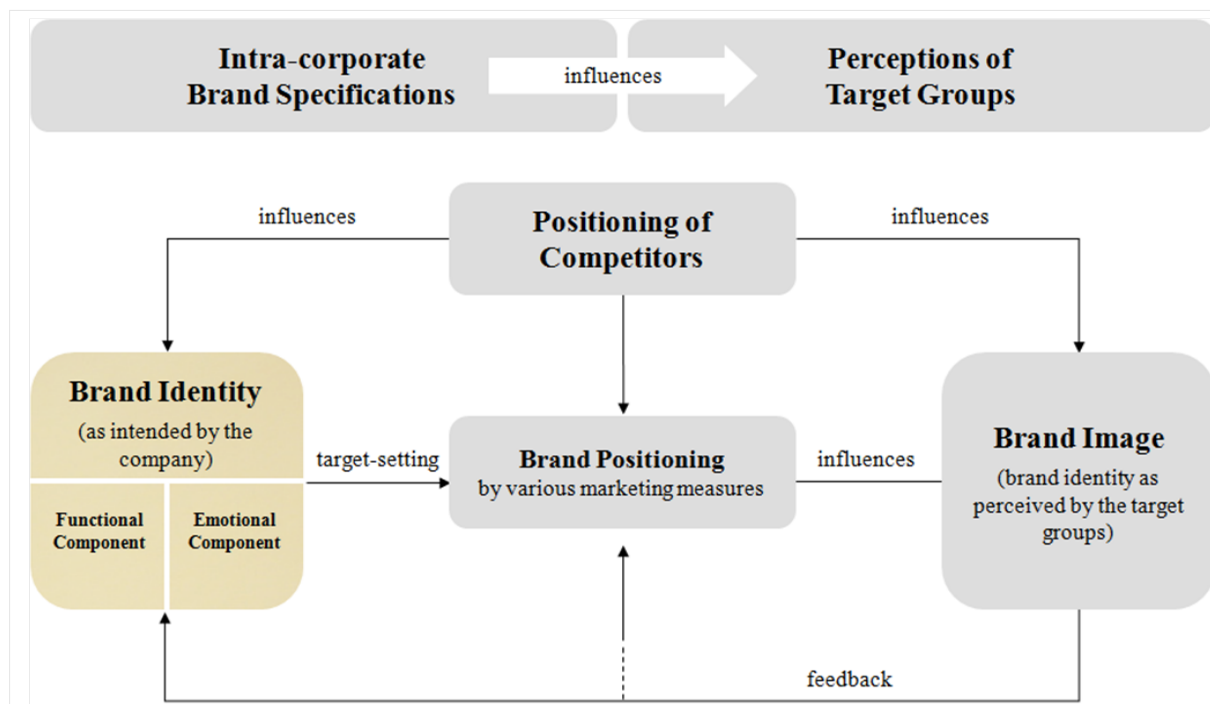 Intra-corporate
Brand Specifications
influences
Perceptions of
Target Groups
influences
Positioning of
Competitors
influences
Brand Identity
(as intended by the
company)
Functional
Component
Emotional
Component
target-setting
Brand Positioning
by various marketing measures
influences
Brand Image
(brand identity as
perceived by the target
groups)
feedback